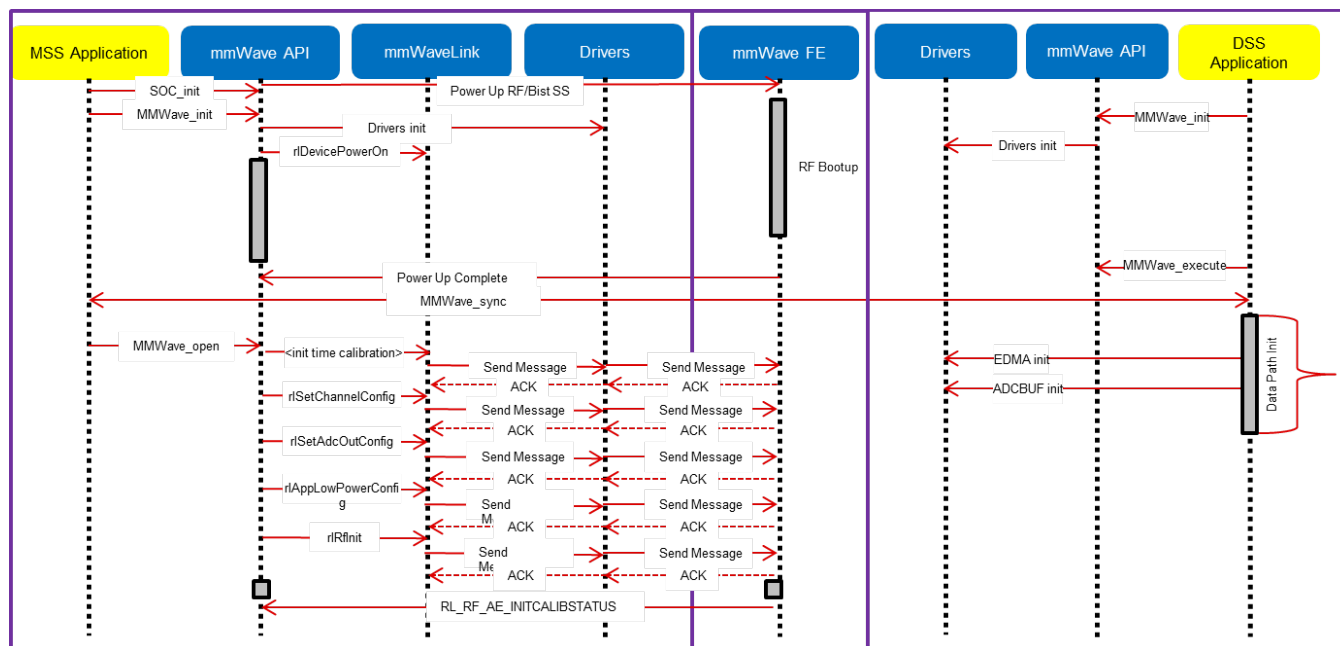 MSS Application
mmWave API
mmWaveLink
Drivers
mmWave FE
Drivers
mmWave API
DSS
Application
SOC_init
Power Up RF/Bist SS
MMWave_init
MMWave_init
Drivers init
Drivers init
rlDevicePowerOn
RF Bootup
Power Up Complete
MMWave_execute
MMWave_sync
MMWave_open
<init time calibration>
Send Message
Send Message
EDMA init
ACK
ACK
ADCBUF init
Data Path Init
rlSetChannelConfig
Send Message
Send Message
ACK
ACK
rlSetAdcOutConfig
Send Message
Send Message
ACK
ACK
rlAppLowPowerConfi
g
Send
Send Message
ACK
ACK
rlRfInit
Send
Send Message
ACK
ACK
RL_RF_AE_INITCALIBSTATUS